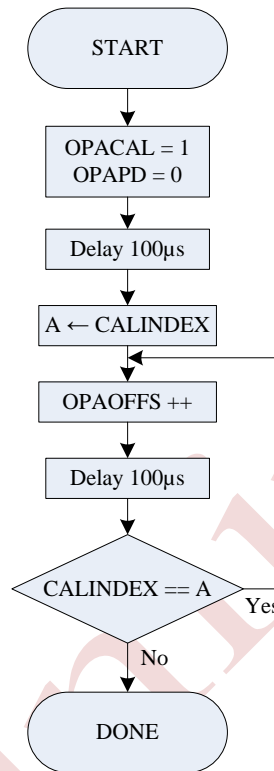 START
OPACAL = 1
OPAPD = 0
Delay 100µs
A ← CALINDEX
OPAOFFS ++
Delay 100µs
CALINDEX == A
Yes
No
DONE